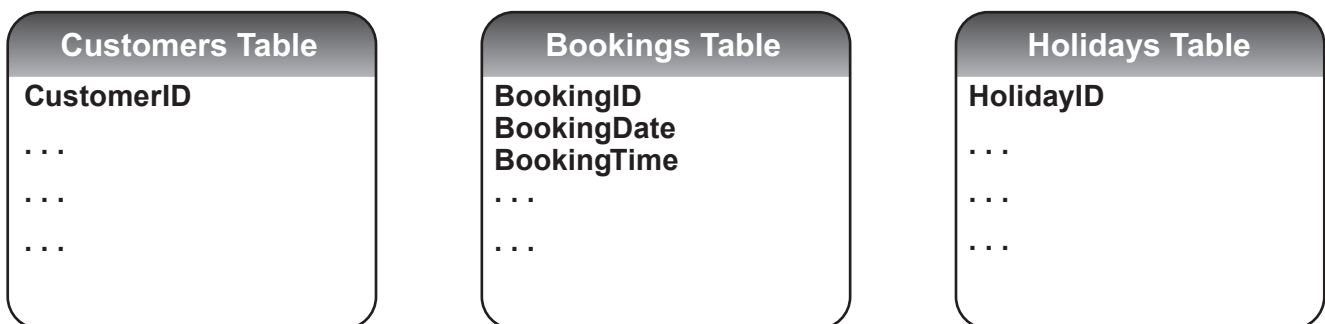 Customers Table
CustomerID
. . .
. . .
. . .
Bookings Table
BookingID
BookingDate
BookingTime
. . .
. . .
Holidays Table
HolidayID
. . .
. . .
. . .